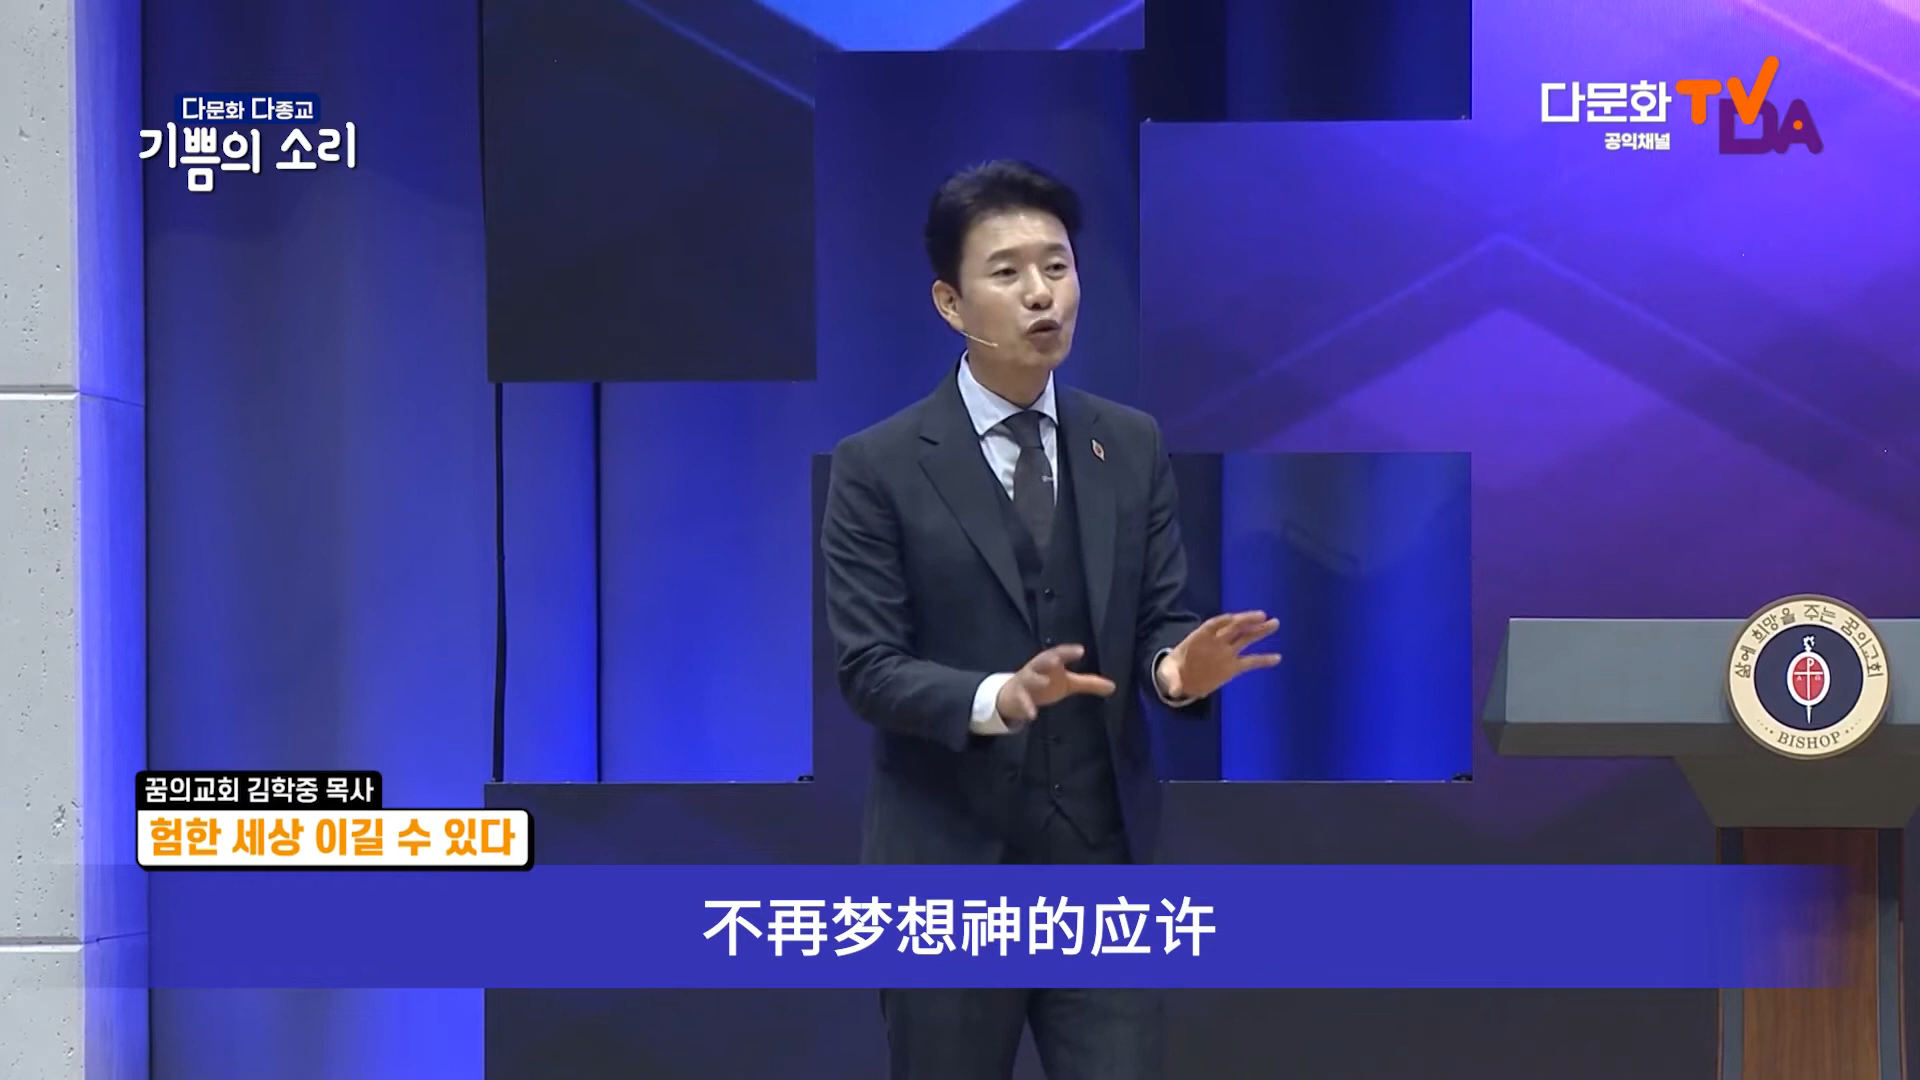 다문화 다종교
기쁨의 소리
다문화 TV
DA
공익채널
삶에 희망을 주는 꿈의교회
P
A Ω
BISHOP
꿈의교회 김학중 목사
험한 세상 이길 수 있다
不再梦想神的应许